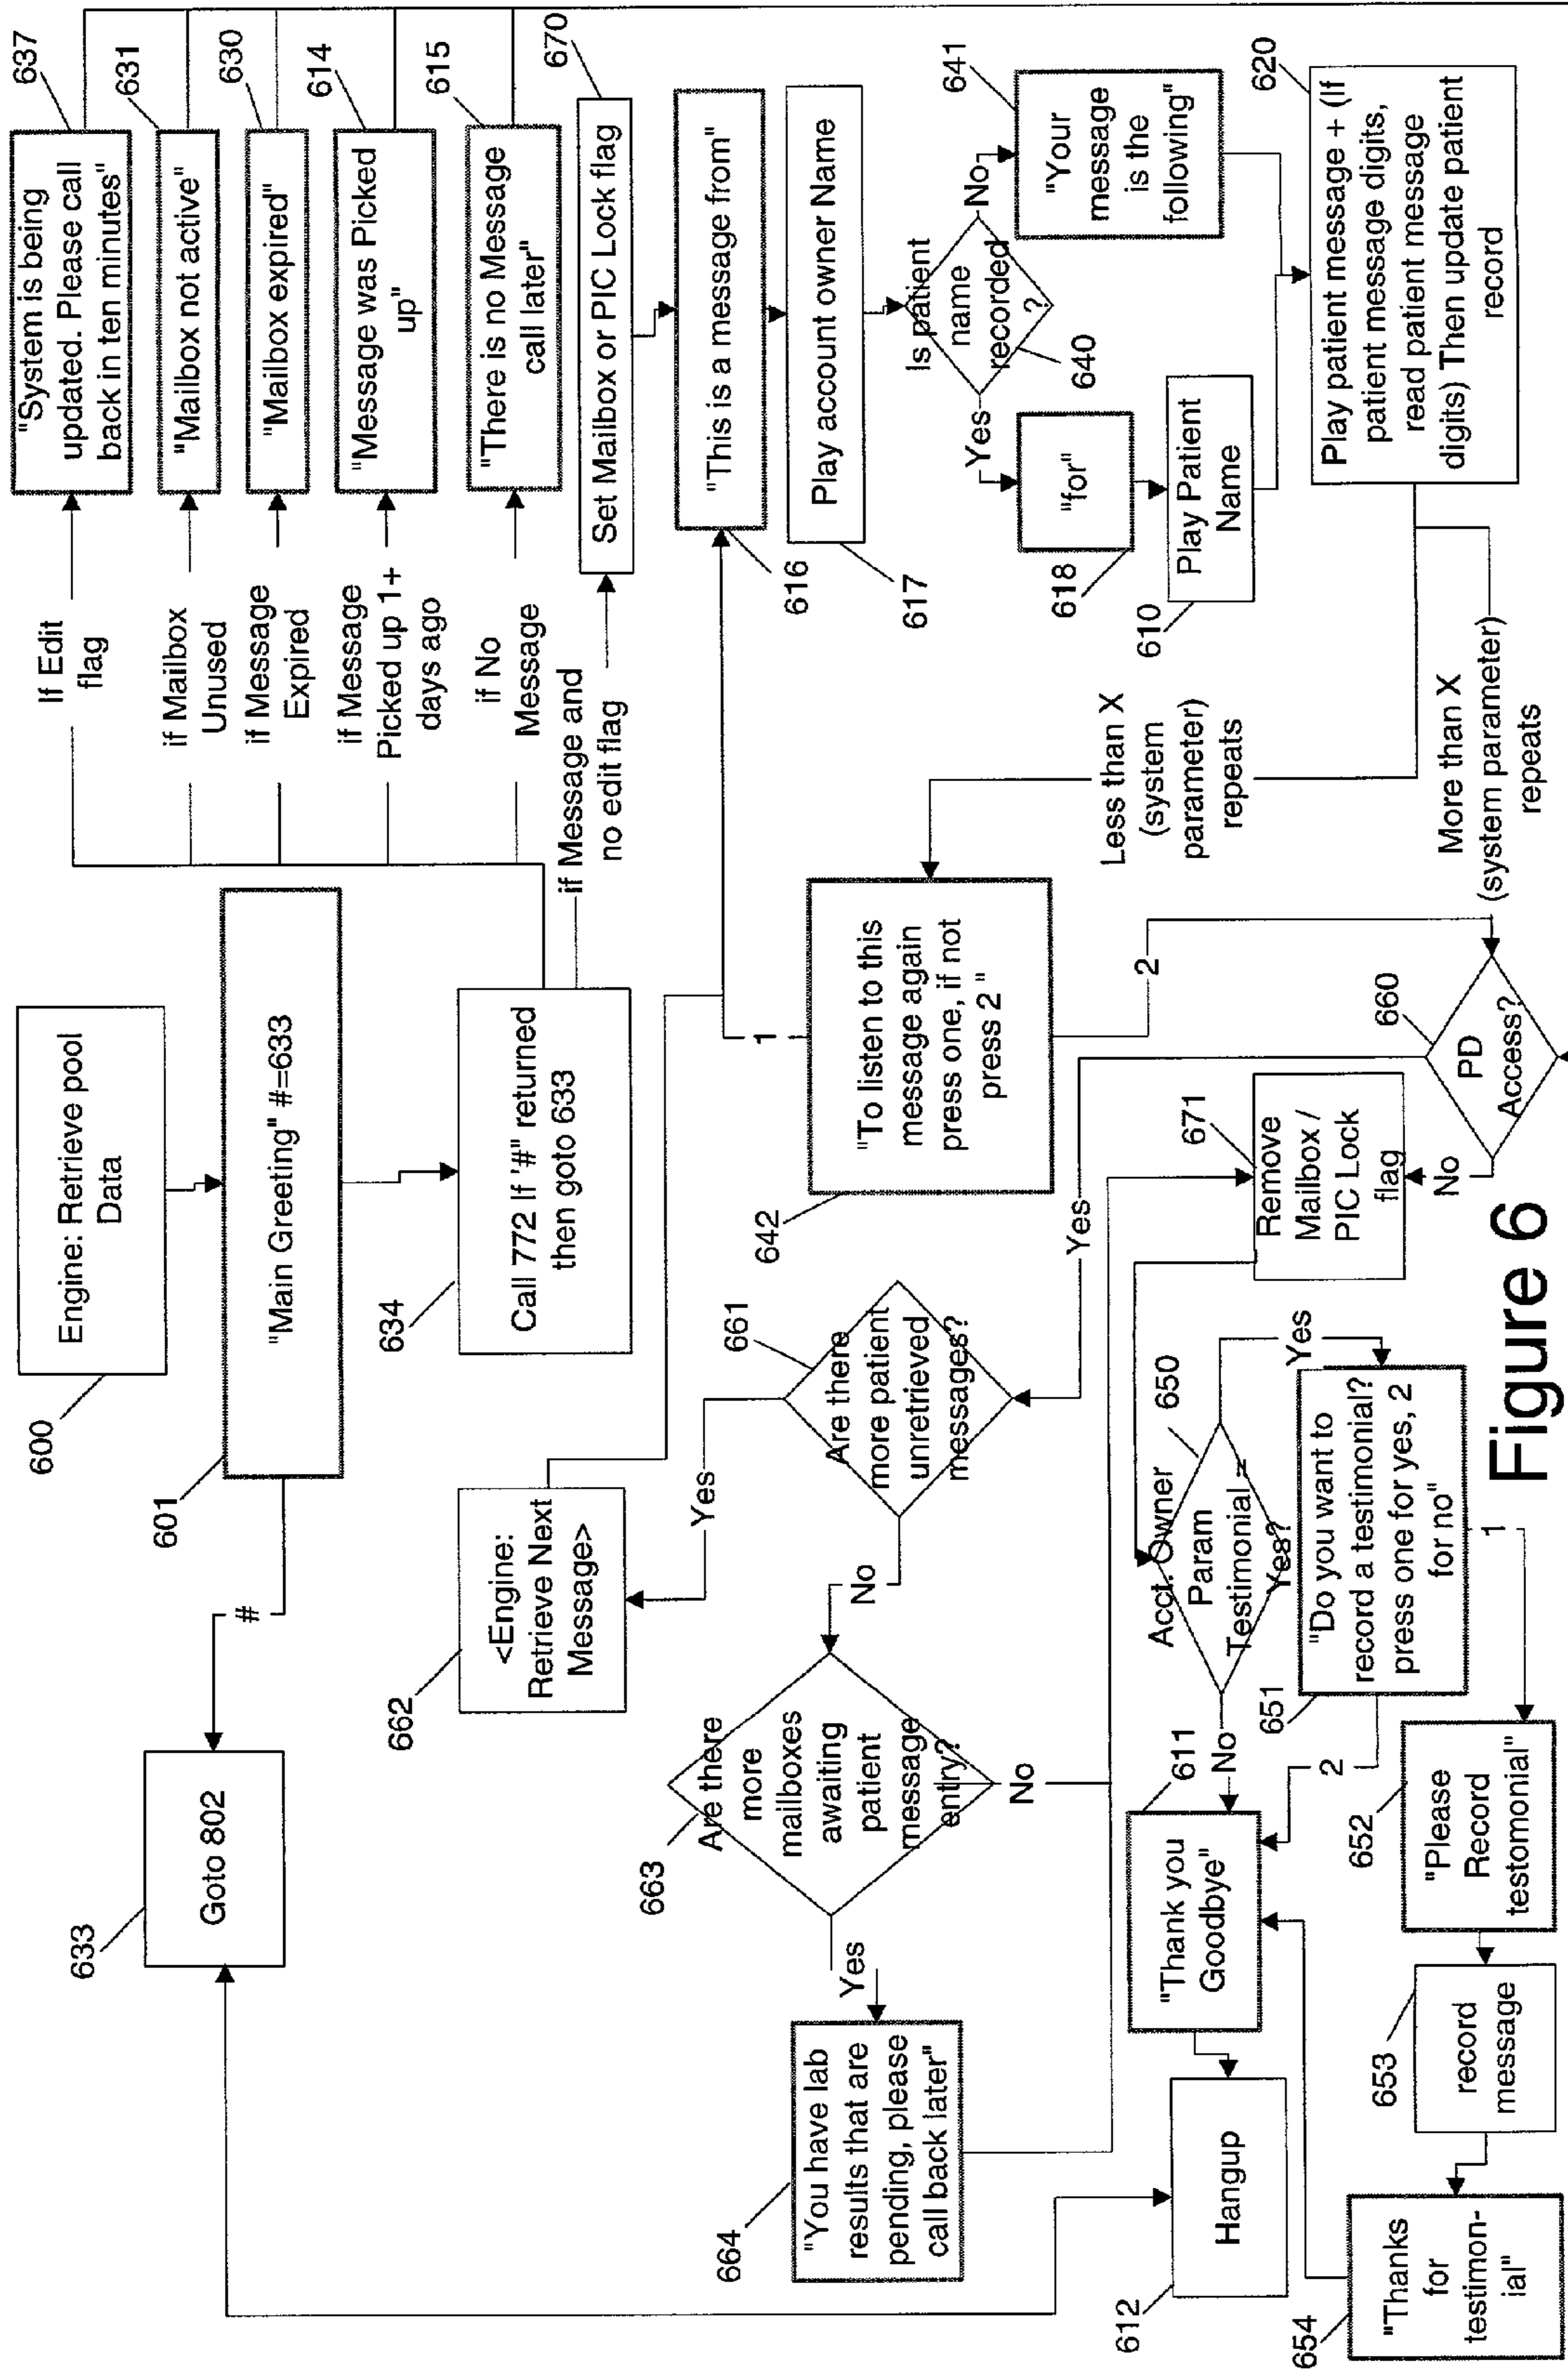 600
Engine: Retrieve pool
Data
601
"Main Greeting" #=633
#
633
Goto 802
634
Call 772 If '#" returned
then goto 633
If Edit
flag
637
"System is being
updated. Please call
back in ten minutes"
if Mailbox
Unused
631
"Mailbox not active"
if Message
Expired
630
"Mailbox expired"
if Message
Picked up 1+
days ago
614
"Message was Picked
up"
if No
Message
615
"There is no Message
call later"
if Message and
no edit flag
670
Set Mailbox or PIC Lock flag
616
"This is a message from"
617
Play account owner Name
Is patient
name
recorded
?
640
Yes
No
618
"for"
641
"Your
message
is the
following"
610
Play Patient
Name
620
Play patient message + (If
patient message digits,
read patient message
digits) Then update patient
record
Less than X
(system
parameter)
repeats
More than X
(system parameter)
repeats
1
642
"To listen to this
message again
press one, if not
press 2 "
2
660
PD
Access?
Yes
No
661
Are there
more patient
unretrieved
messages?
Yes
No
662
<Engine:
Retrieve Next
Message>
663
Are there
more
mailboxes
awaiting
patient
message
entry?
Yes
No
664
"You have lab
results that are
pending, please
call back later"
671
Remove
Mailbox /
PIC Lock
flag
650
Acct. Owner
Param
Testimonial =
Yes?
Yes
No
651
"Do you want to
record a testimonial?
press one for yes, 2
for no"
1
2
611
"Thank you
Goodbye"
612
Hangup
652
"Please
Record
testomonial"
653
record
message
654
"Thanks
for
testimon-
ial"
Figure 6